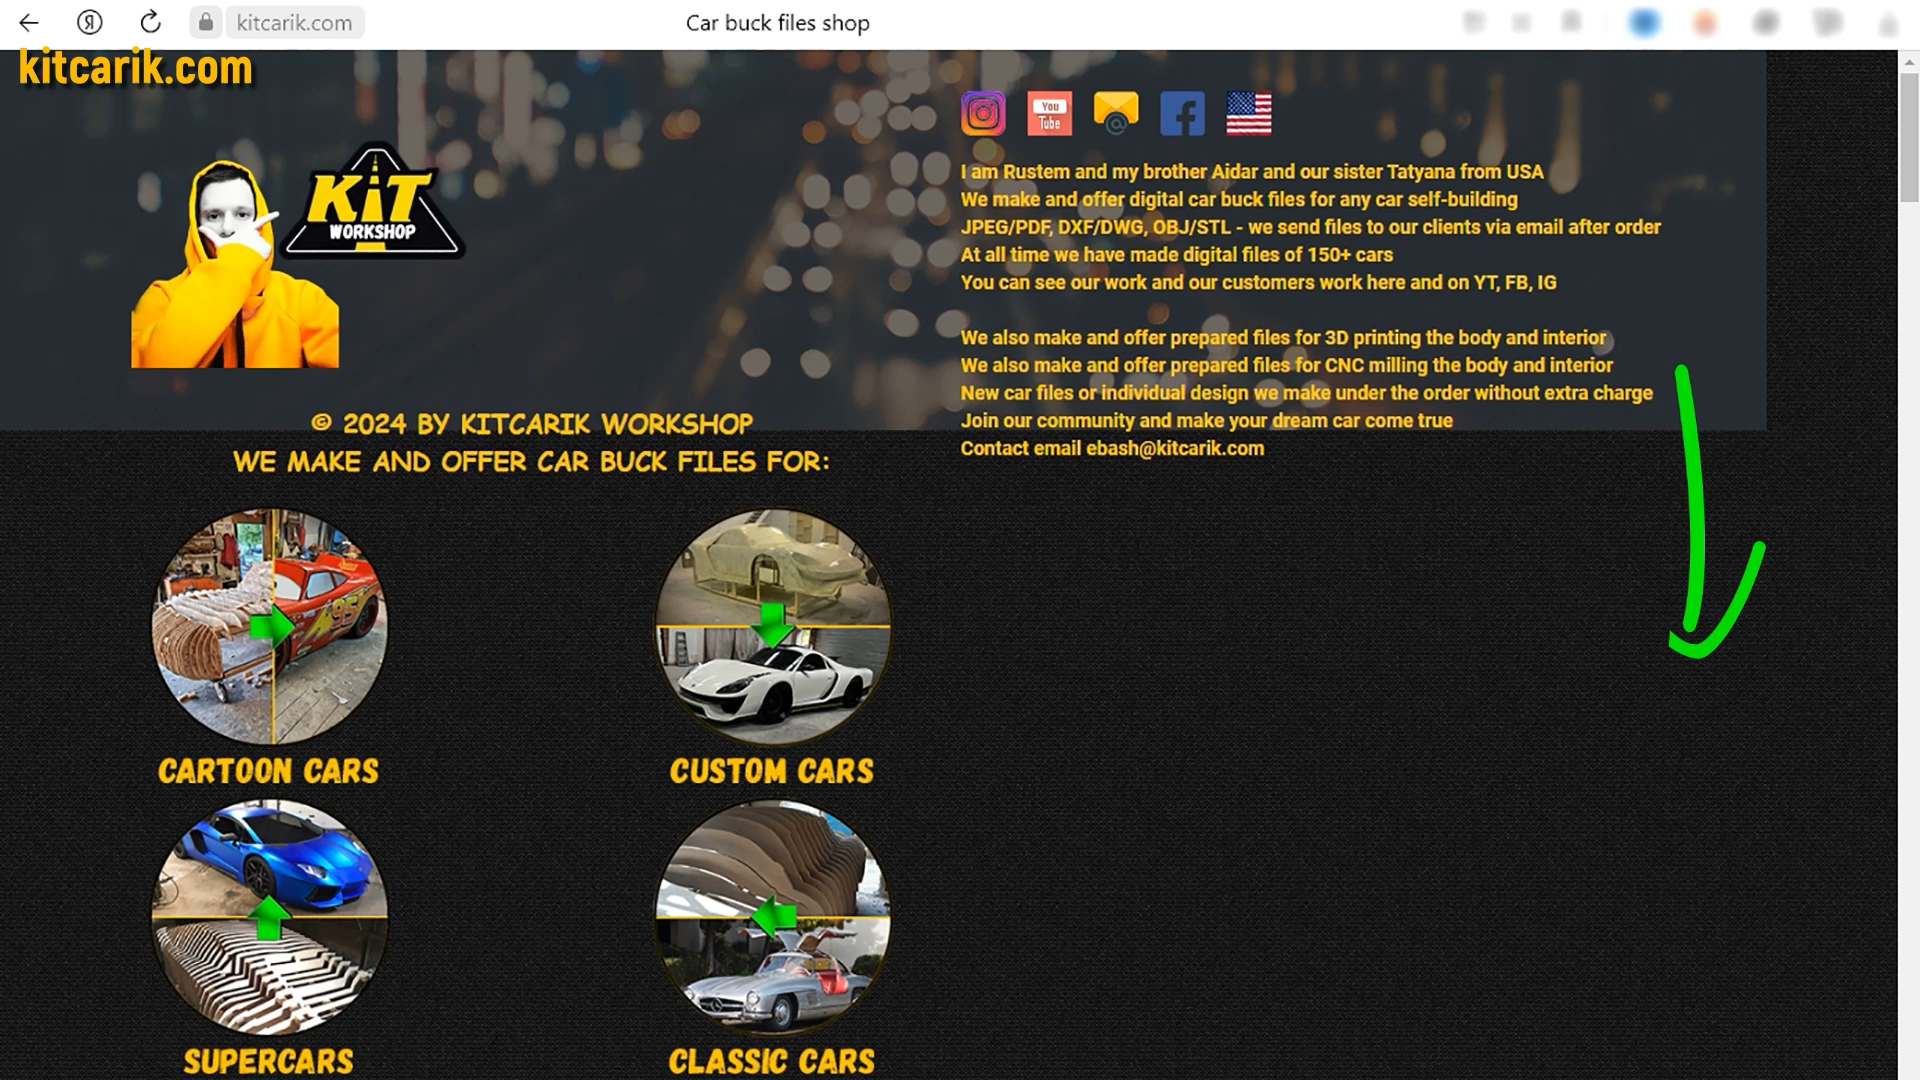 kitcarik.com
Car buck files shop
kitcarik.com
You
Tube
KIT
WORKSHOP
I am Rustem and my brother Aidar and our sister Tatyana from USA
We make and offer digital car buck files for any car self-building
JPEG/PDF, DXF/DWG, OBJ/STL - we send files to our clients via email after order
At all time we have made digital files of 150+ cars
You can see our work and our customers work here and on YT, FB, IG
We also make and offer prepared files for 3D printing the body and interior
We also make and offer prepared files for CNC milling the body and interior
New car files or individual design we make under the order without extra charge
Join our community and make your dream car come true
Contact email ebash@kitcarik.com
© 2024 BY KITCARIK WORKSHOP
WE MAKE AND OFFER CAR BUCK FILES FOR:
95
CARTOON CARS
CUSTOM CARS
SUPERCARS
CLASSIC CARS